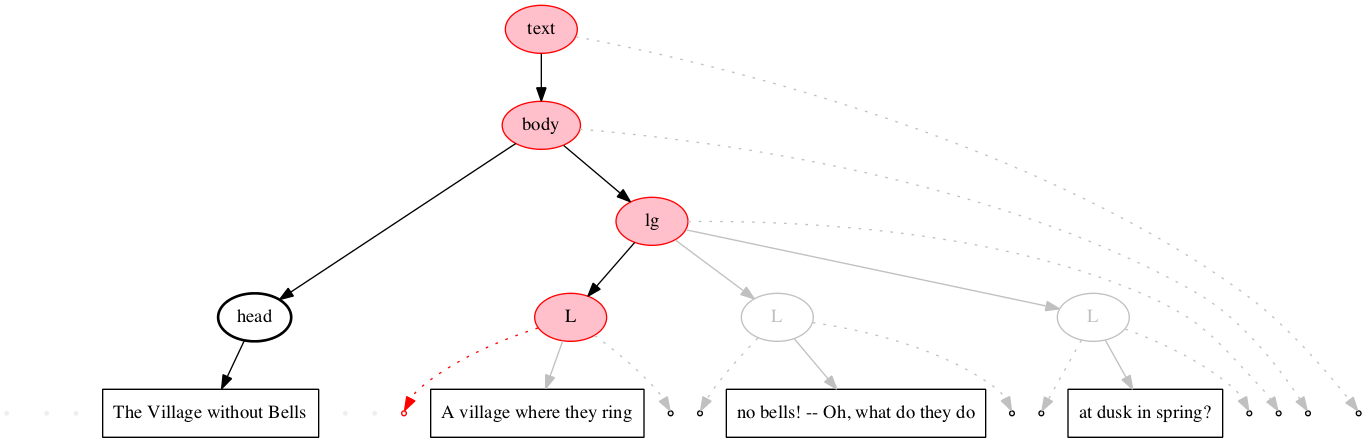 text
body
lg
head
L
L
L
The Village without Bells
A village where they ring
no bells! -- Oh, what do they do
at dusk in spring?